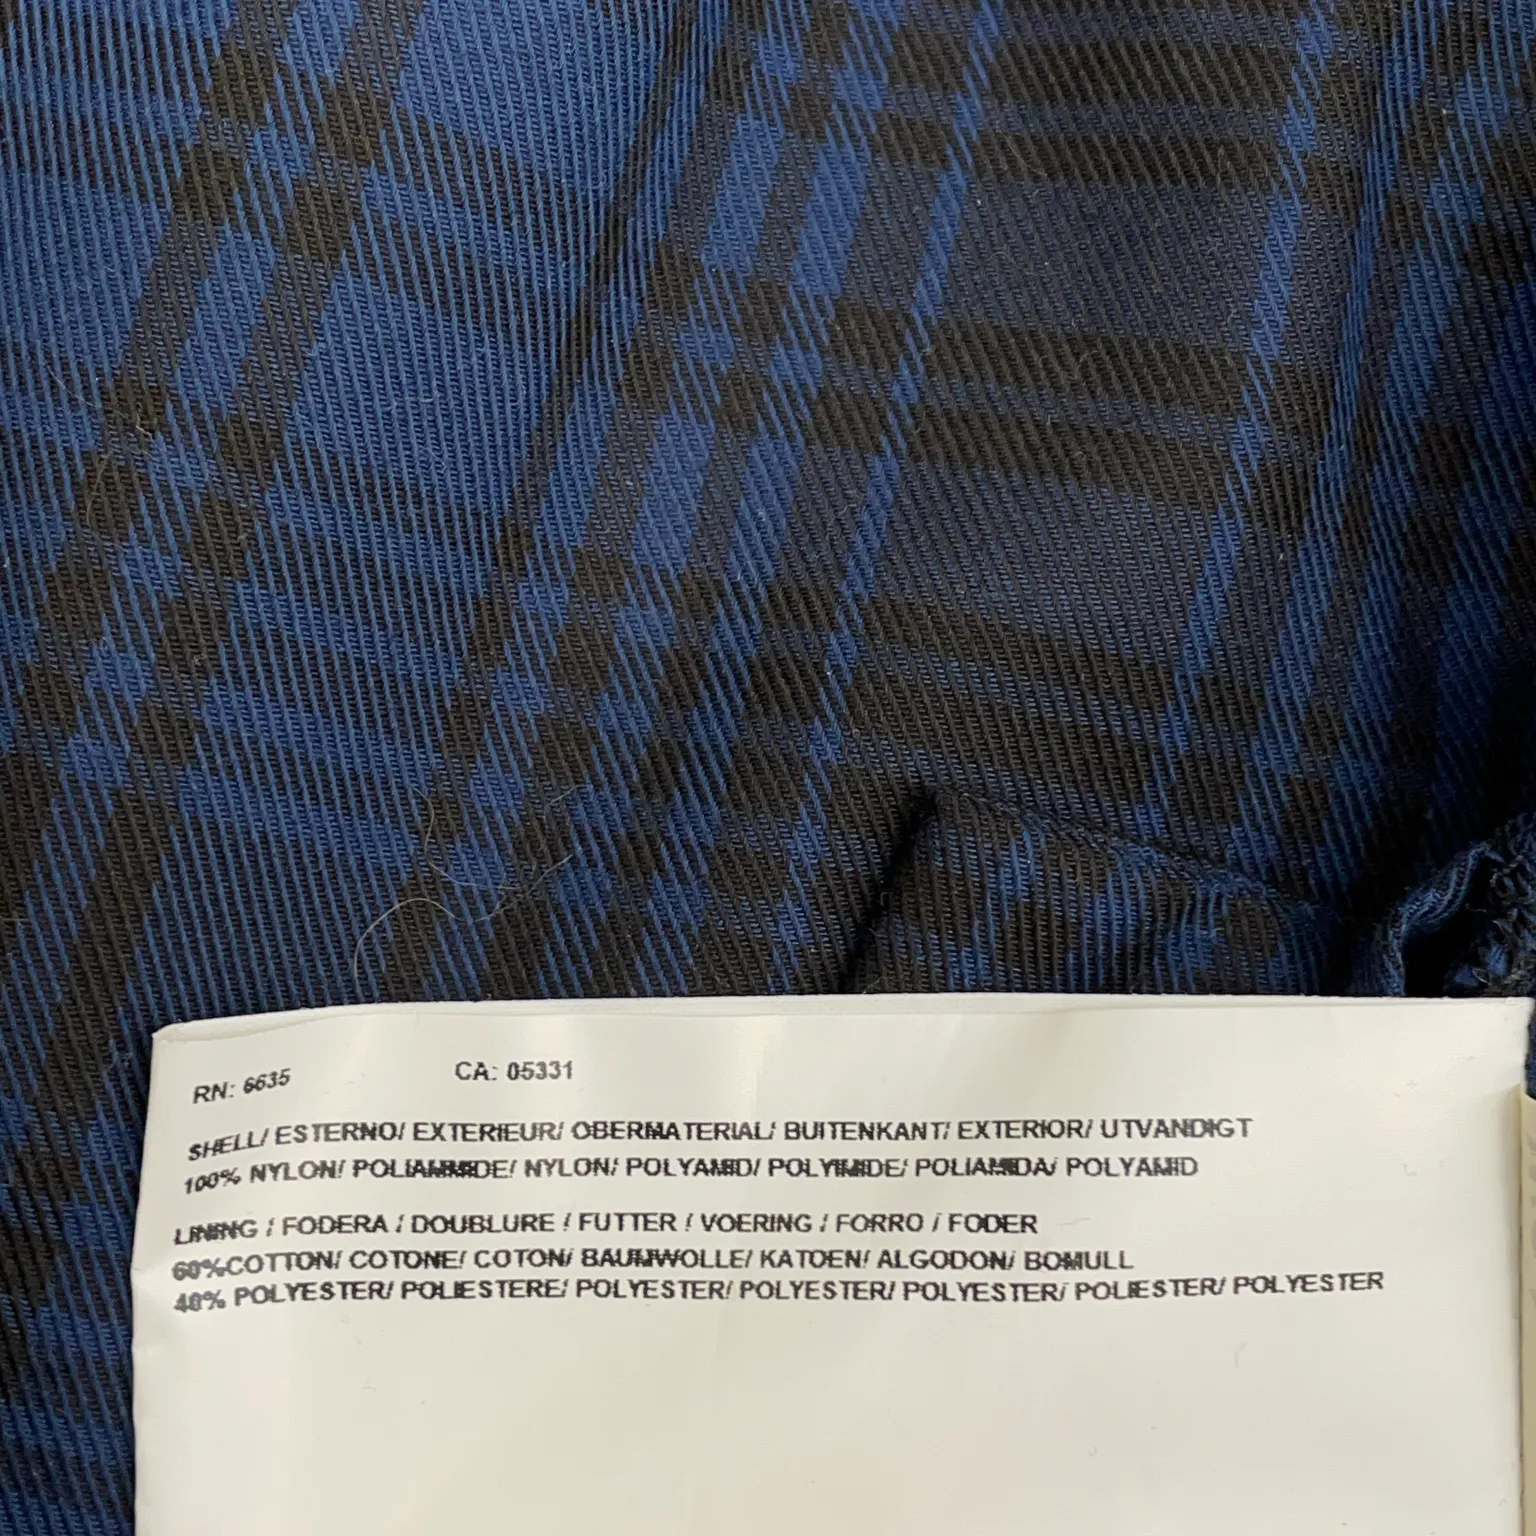 RN: 6635 CA: 05331
SHELL/ ESTERNO/ EXTERIEUR/ OBERMATERIAL/ BUITENKANT/ EXTERIOR/ UTVANDIGT
100% NYLON/ POLIAMMIDE/ NYLON/ POLYAMID/ POLYIMIDE/ POLIAMIDA/ POLYAMID
LINING / FODERA / DOUBLURE / FUTTER / VOERING / FORRO / FODER
60%COTTON/ COTONE/ COTON/ BAUMWOLLE/ KATOEN/ ALGODON/ BOMULL
40% POLYESTER/ POLIESTERE/ POLYESTER/ POLYESTER/ POLYESTER/ POLIESTER/ POLYESTER